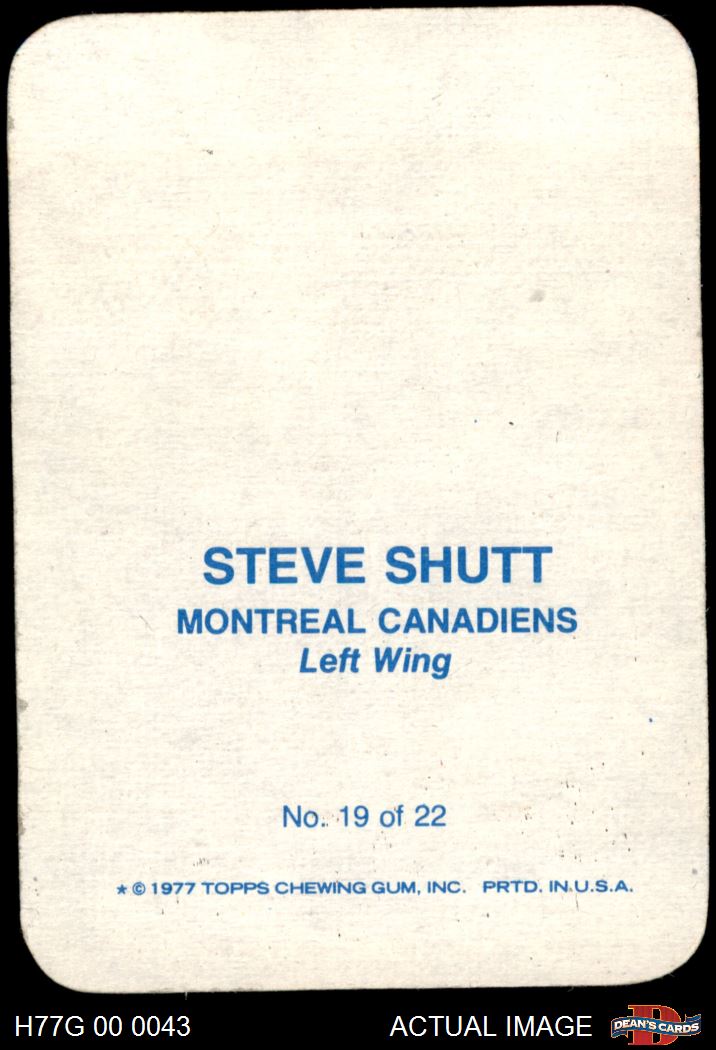 STEVE SHUTT
MONTREAL CANADIENS
Left Wing
No. 19 of 22
★ © 1977 TOPPS CHEWING GUM, INC. PRTD. IN U.S.A.
H77G 00 0043
ACTUAL IMAGE
D
DEAN'S CARDS